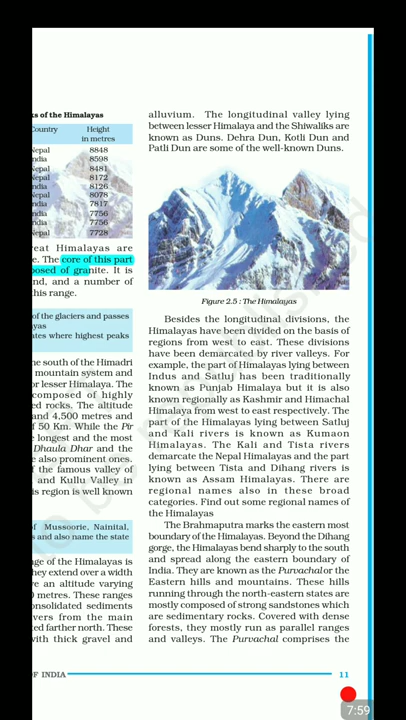 ks of the Himalayas
Country Height
in metres
Nepal 8848
India 8598
Nepal 8481
Nepal 8172
India 8126
Nepal 8078
India 7817
India 7756
India 7756
Nepal 7728
reat Himalayas are
e. The core of this part
posed of granite. It is
nd, and a number of
this range.
of the glaciers and passes
ayas
ates where highest peaks
he south of the Himadri
mountain system and
or lesser Himalaya. The
composed of highly
ed rocks. The altitude
and 4,500 metres and
f 50 Km. While the Pir
e longest and the most
Dhaula Dhar and the
e also prominent ones.
f the famous valley of
and Kullu Valley in
is region is well known
of Mussoorie, Nainital,
s and also name the state
nge of the Himalayas is
hey extend over a width
ve an altitude varying
0 metres. These ranges
onsolidated sediments
vers from the main
ted farther north. These
with thick gravel and
alluvium. The longitudinal valley lying
between lesser Himalaya and the Shiwaliks are
known as Duns. Dehra Dun, Kotli Dun and
Patli Dun are some of the well-known Duns.
Figure 2.5 : The Himalayas
Besides the longitudinal divisions, the
Himalayas have been divided on the basis of
regions from west to east. These divisions
have been demarcated by river valleys. For
example, the part of Himalayas lying between
Indus and Satluj has been traditionally
known as Punjab Himalaya but it is also
known regionally as Kashmir and Himachal
Himalaya from west to east respectively. The
part of the Himalayas lying between Satluj
and Kali rivers is known as Kumaon
Himalayas. The Kali and Tista rivers
demarcate the Nepal Himalayas and the part
lying between Tista and Dihang rivers is
known as Assam Himalayas. There are
regional names also in these broad
categories. Find out some regional names of
the Himalayas
The Brahmaputra marks the eastern most
boundary of the Himalayas. Beyond the Dihang
gorge, the Himalayas bend sharply to the south
and spread along the eastern boundary of
India. They are known as the Purvachal or the
Eastern hills and mountains. These hills
running through the north-eastern states are
mostly composed of strong sandstones which
are sedimentary rocks. Covered with dense
forests, they mostly run as parallel ranges
and valleys. The Purvachal comprises the
OF INDIA
11
7:59